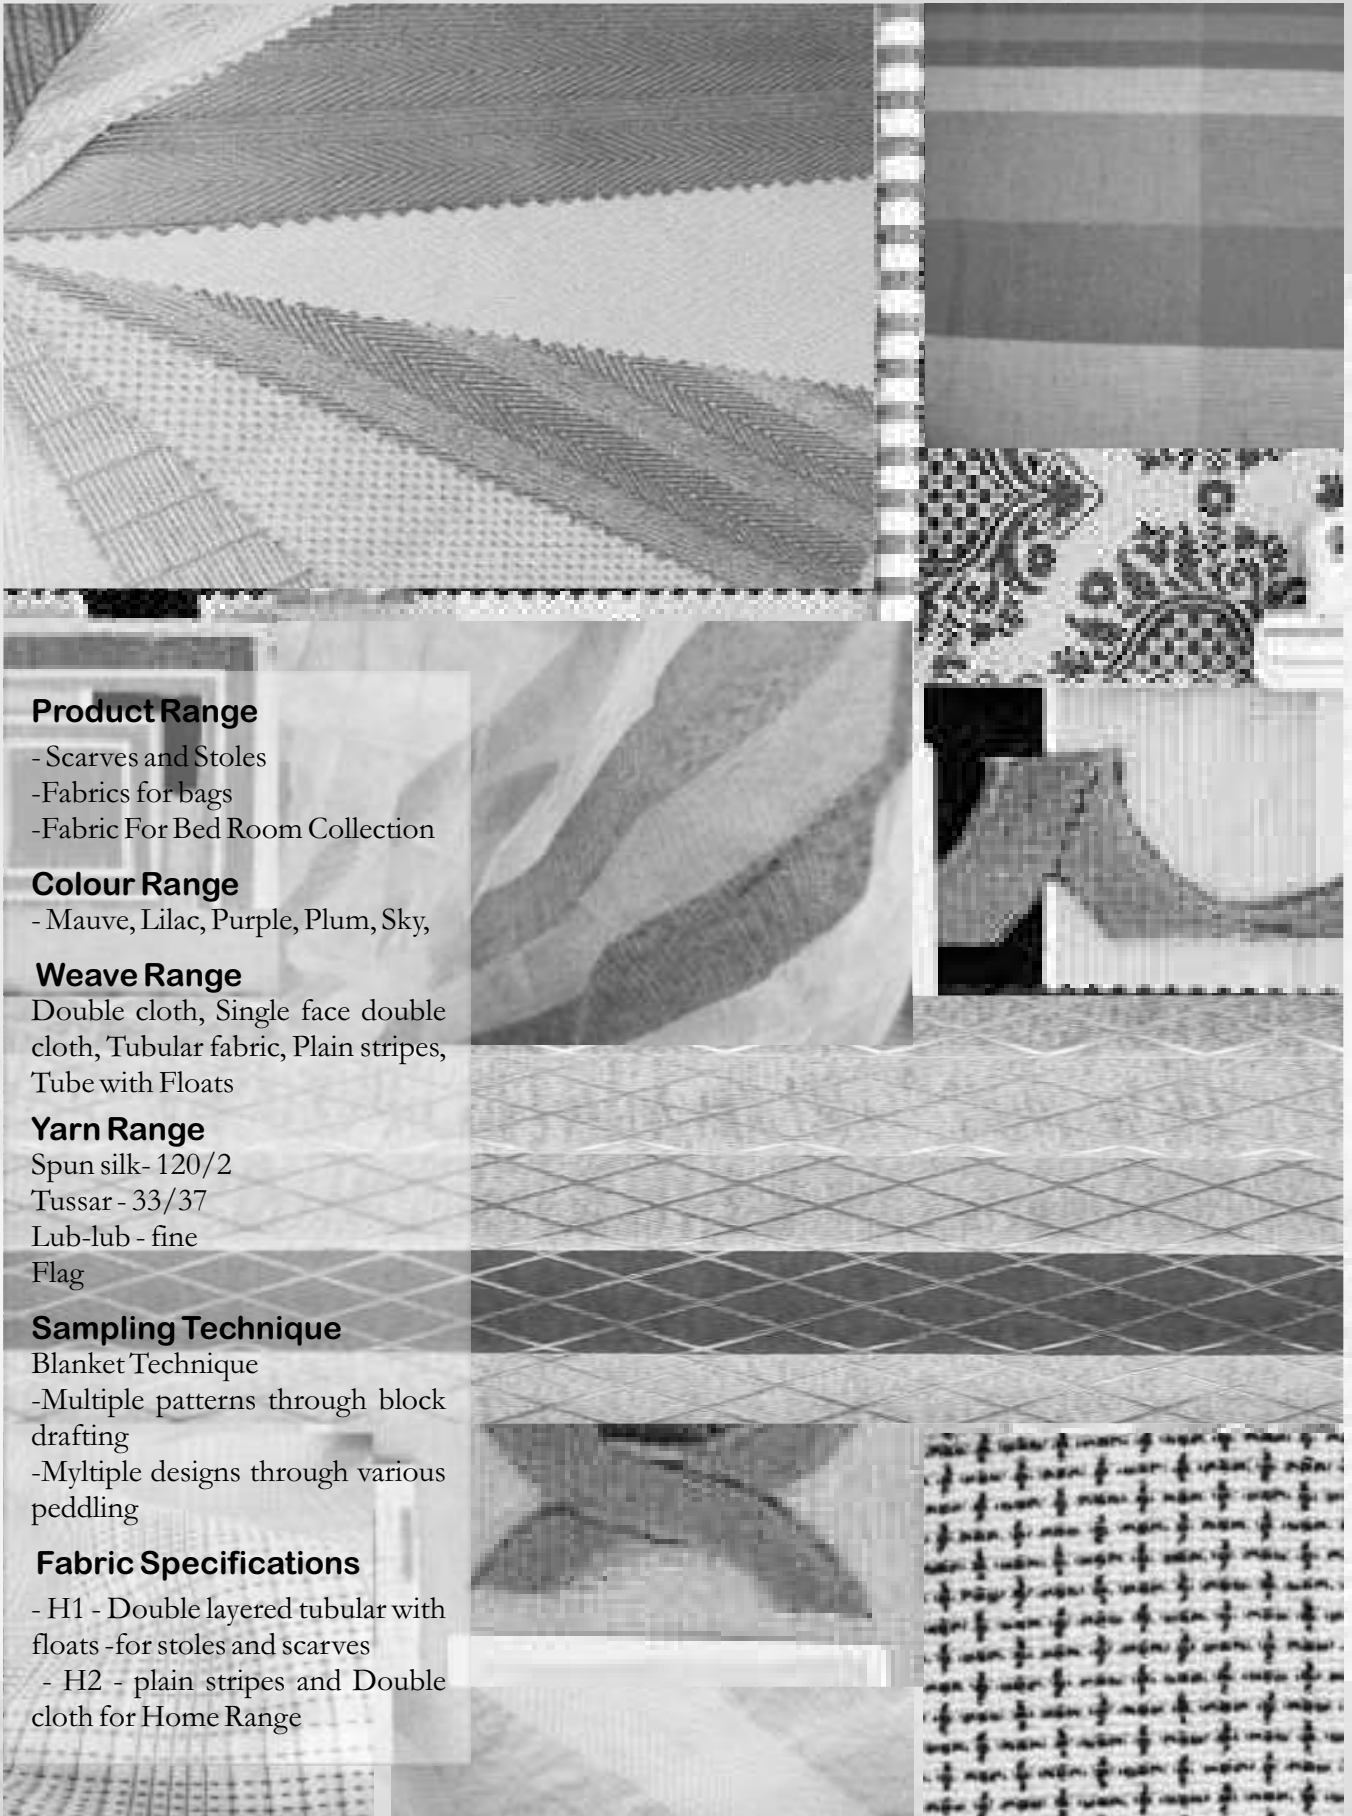 Product Range
- Scarves and Stoles
-Fabrics for bags
-Fabric For Bed Room Collection
Colour Range
- Mauve, Lilac, Purple, Plum, Sky,
Weave Range
Double cloth, Single face double
cloth, Tubular fabric, Plain stripes,
Tube with Floats
Yarn Range
Spun silk- 120/2
Tussar - 33/37
Lub-lub - fine
Flag
Sampling Technique
Blanket Technique
-Multiple patterns through block
drafting
-Myltiple designs through various
peddling
Fabric Specifications
- H1 - Double layered tubular with
floats -for stoles and scarves
- H2 - plain stripes and Double
cloth for Home Range